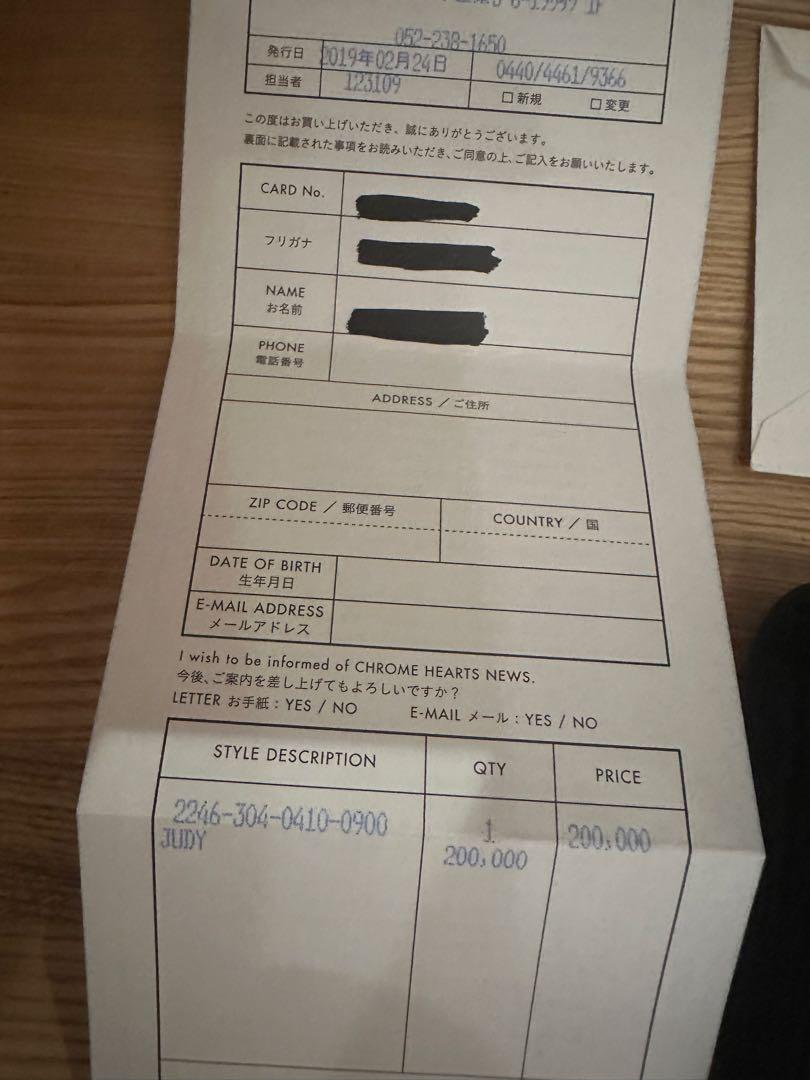 052-238-1650
発行日 2019年02月24日 0440/4461/9366
担当者 123109 □ 新規 □ 変更
この度はお買い上げいただき、誠にありがとうございます。
裏面に記載された事項をお読みいただき、ご同意の上、ご記入をお願いいたします。
CARD No.
フリガナ
NAME
お名前
PHONE
電話番号
ADDRESS / ご住所
ZIP CODE / 郵便番号 COUNTRY / 国
DATE OF BIRTH
生年月日
E-MAIL ADDRESS
メールアドレス
I wish to be informed of CHROME HEARTS NEWS.
今後、ご案内を差し上げてもよろしいですか？
LETTER お手紙 : YES / NO E-MAIL メール : YES / NO
STYLE DESCRIPTION QTY PRICE
2246-304-0410-0900 1 200,000
JUDY 200,000